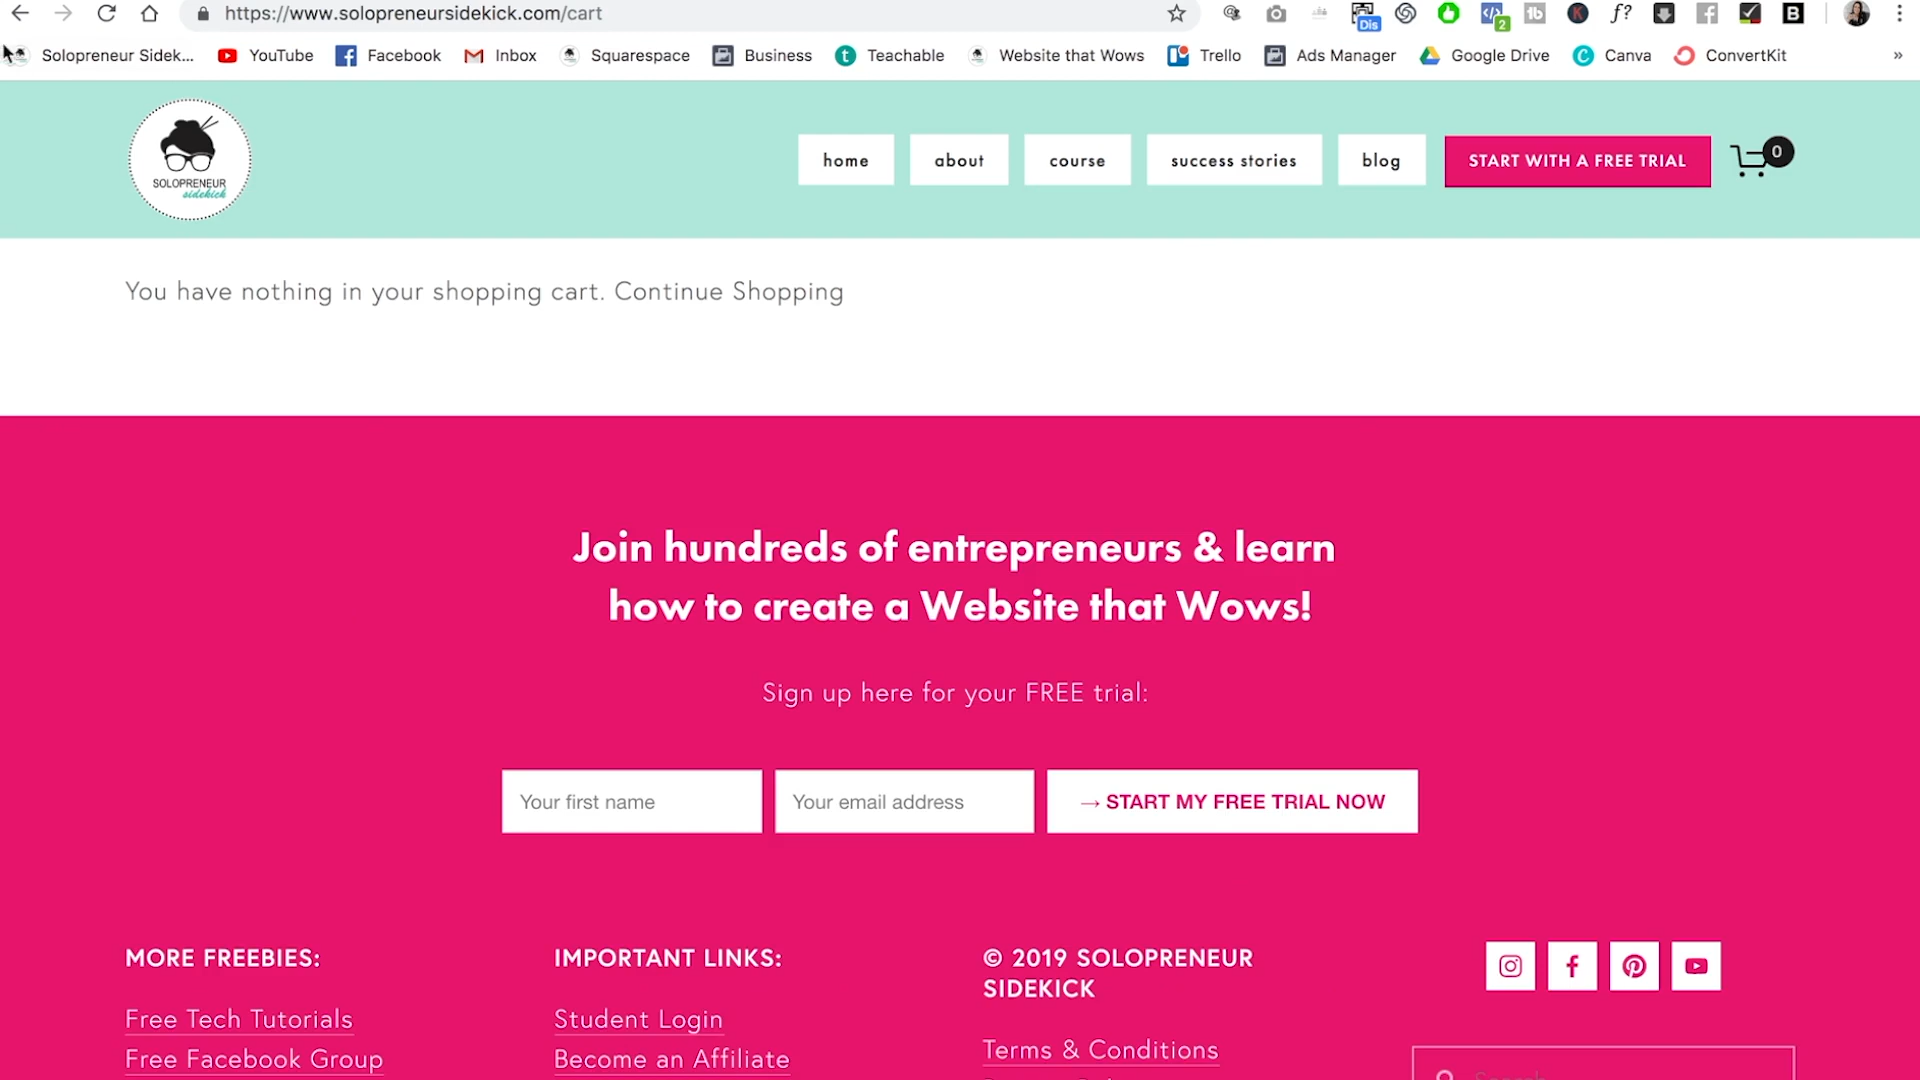 https://www.solopreneursidekick.com/cart
Dis
2
1b
K
f?
B
Solopreneur Sidek...
YouTube
Facebook
Inbox
Squarespace
Business
t
Teachable
Website that Wows
Trello
Ads Manager
Google Drive
C
Canva
ConvertKit
»
SOLOPRENEUR
sidekick
home
about
course
success stories
blog
START WITH A FREE TRIAL
0
You have nothing in your shopping cart. Continue Shopping
Join hundreds of entrepreneurs & learn
how to create a Website that Wows!
Sign up here for your FREE trial:
Your first name
Your email address
→ START MY FREE TRIAL NOW
MORE FREEBIES:
Free Tech Tutorials
Free Facebook Group
IMPORTANT LINKS:
Student Login
Become an Affiliate
© 2019 SOLOPRENEUR
SIDEKICK
Terms & Conditions
Search